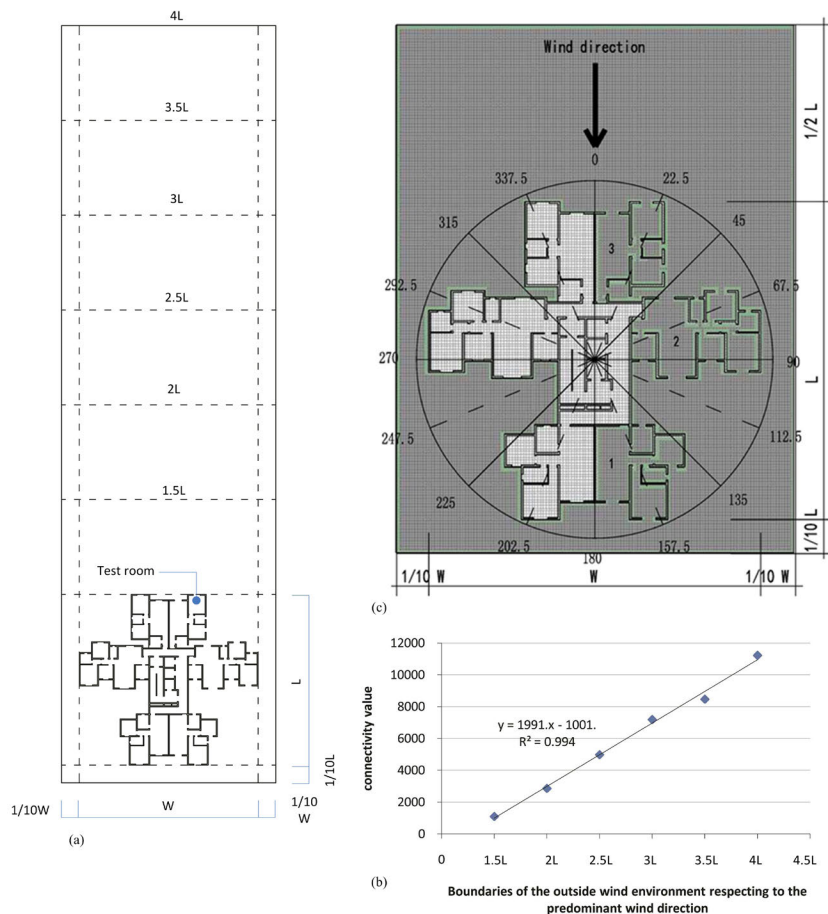 4L
3.5L
3L
2.5L
2L
1.5L
Test room
L
1/10L
1/10W
W
1/10
W
(a)
Wind direction
0
337.5
22.5
315
45
292.5
67.5
270
90
247.5
112.5
225
135
202.5
157.5
180
3
2
1
1/2 L
L
1/10 L
1/10 W
W
1/10 W
(c)
12000
10000
8000
6000
4000
2000
0
connectivity value
y = 1991.x - 1001.
R² = 0.994
0 1.5L 2L 2.5L 3L 3.5L 4L 4.5L
(b)
Boundaries of the outside wind environment respecting to the
predominant wind direction